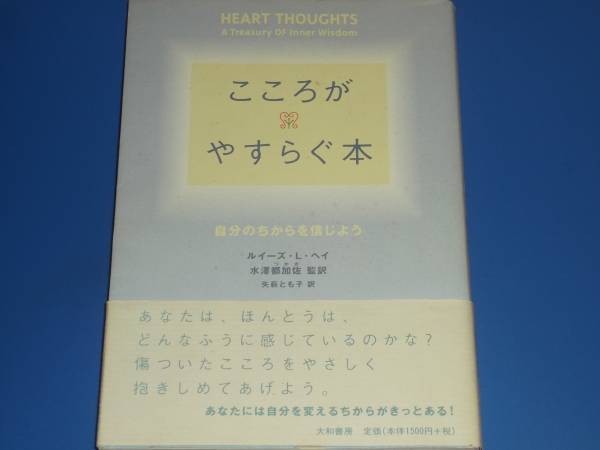 HEART THOUGHTS
A Treasury Of Inner Wisdom
こころが
やすらぐ本
自分のちからを信じよう
ルイーズ・L・ヘイ
つかさ
水澤都加佐 監訳
矢萩とも子 訳
あなたは、ほんとうは、
どんなふうに感じているのかな?
傷ついたこころをやさしく
抱きしめてあげよう。
あなたには自分を変えるちからがきっとある!
大和書房 定価(本体1500円+税)